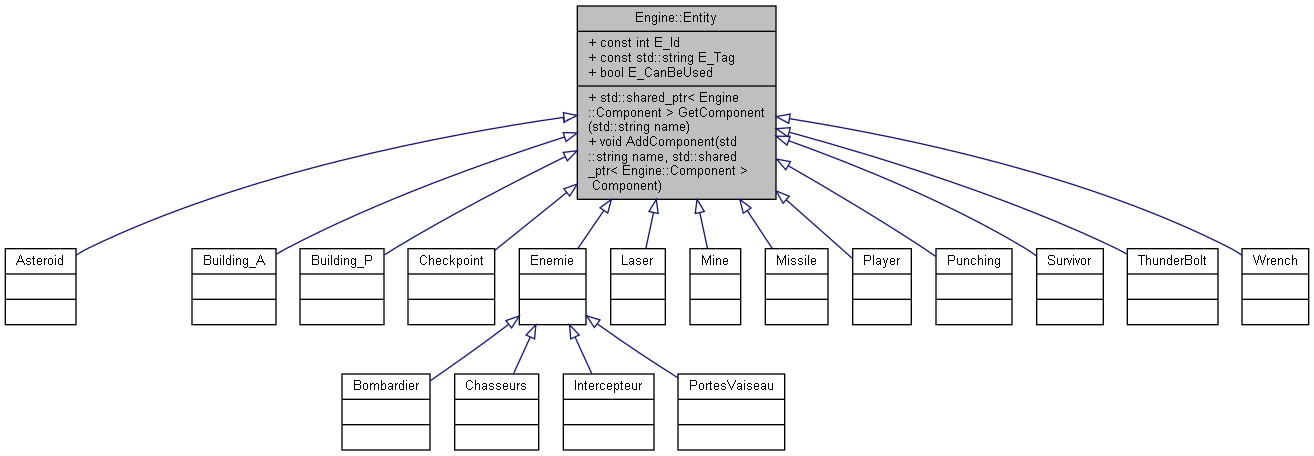 Engine::Entity
+ const int E_Id
+ const std::string E_Tag
+ bool E_CanBeUsed
+ std::shared_ptr< Engine
::Component > GetComponent
(std::string name)
+ void AddComponent(std
::string name, std::shared
_ptr< Engine::Component >
Component)
Asteroid
Building_A
Building_P
Checkpoint
Enemie
Laser
Mine
Missile
Player
Punching
Survivor
ThunderBolt
Wrench
Bombardier
Chasseurs
Intercepteur
PortesVaiseau